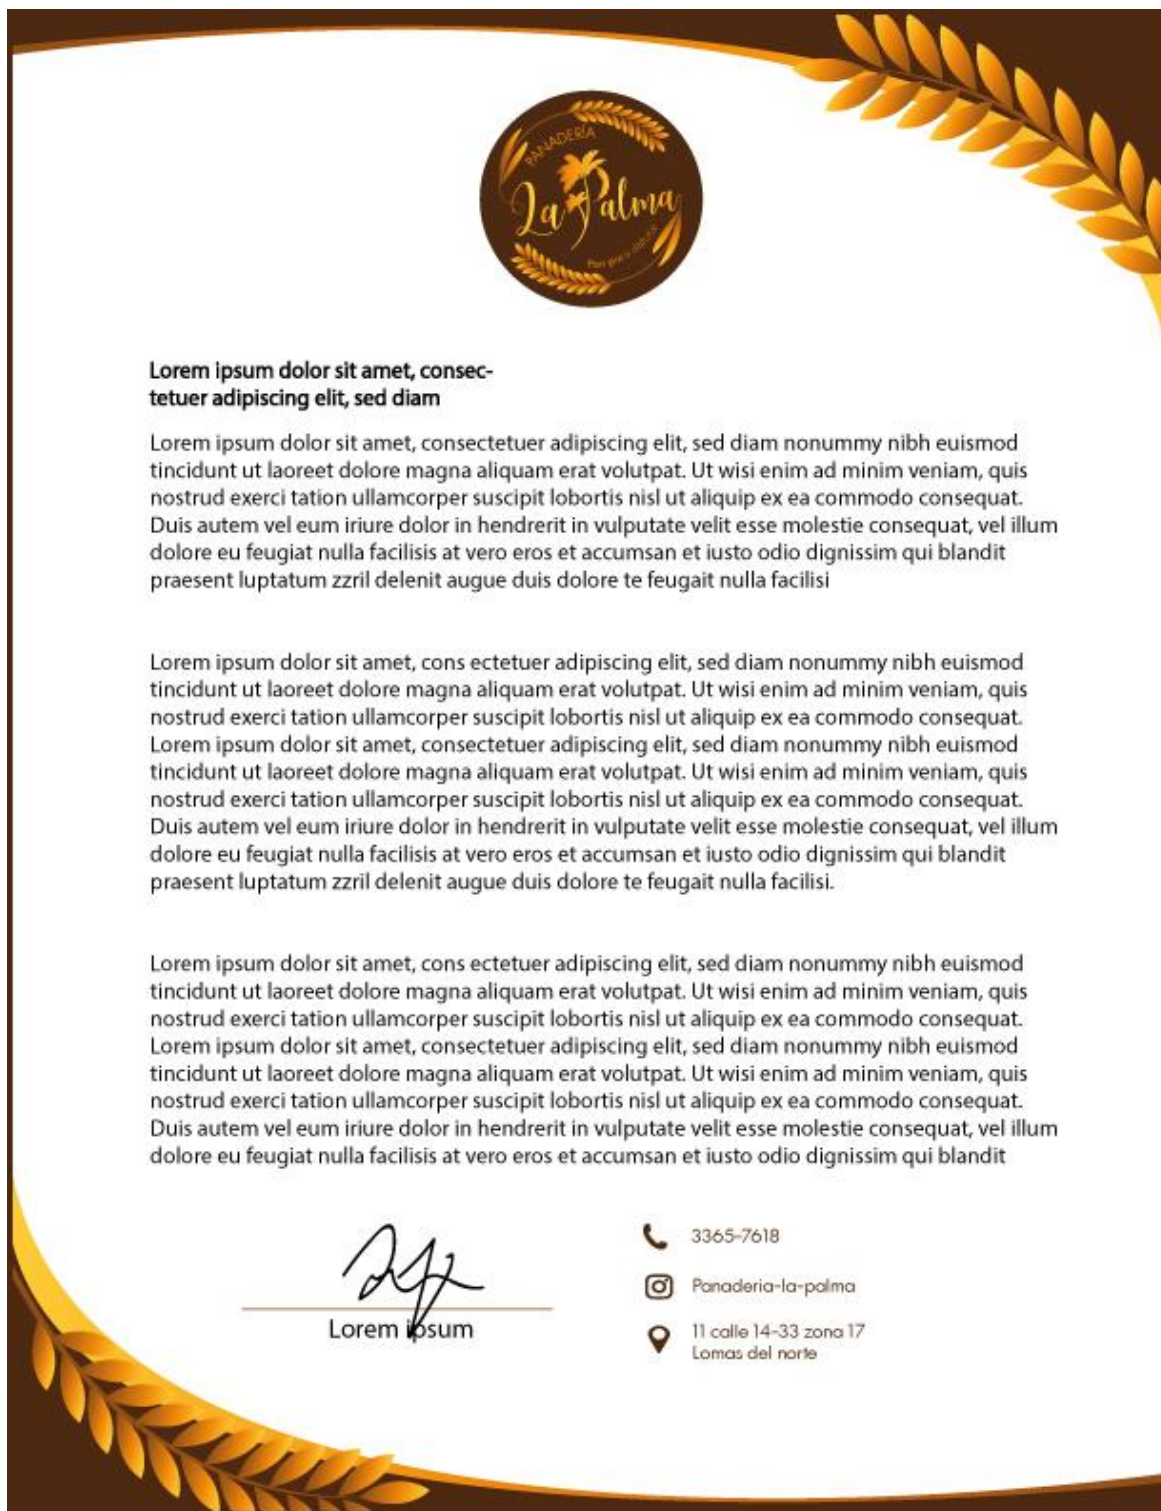 PANADERÍA
La Palma
Lorem ipsum dolor sit amet, consec-
tetuer adipiscing elit, sed diam
Lorem ipsum dolor sit amet, consectetuer adipiscing elit, sed diam nonummy nibh euismod
tincidunt ut laoreet dolore magna aliquam erat volutpat. Ut wisi enim ad minim veniam, quis
nostrud exerci tation ullamcorper suscipit lobortis nisl ut aliquip ex ea commodo consequat.
Duis autem vel eum iriure dolor in hendrerit in vulputate velit esse molestie consequat, vel illum
dolore eu feugiat nulla facilisis at vero eros et accumsan et iusto odio dignissim qui blandit
praesent luptatum zzril delenit augue duis dolore te feugait nulla facilisi
Lorem ipsum dolor sit amet, cons ectetuer adipiscing elit, sed diam nonummy nibh euismod
tincidunt ut laoreet dolore magna aliquam erat volutpat. Ut wisi enim ad minim veniam, quis
nostrud exerci tation ullamcorper suscipit lobortis nisl ut aliquip ex ea commodo consequat.
Lorem ipsum dolor sit amet, consectetuer adipiscing elit, sed diam nonummy nibh euismod
tincidunt ut laoreet dolore magna aliquam erat volutpat. Ut wisi enim ad minim veniam, quis
nostrud exerci tation ullamcorper suscipit lobortis nisl ut aliquip ex ea commodo consequat.
Duis autem vel eum iriure dolor in hendrerit in vulputate velit esse molestie consequat, vel illum
dolore eu feugiat nulla facilisis at vero eros et accumsan et iusto odio dignissim qui blandit
praesent luptatum zzril delenit augue duis dolore te feugait nulla facilisi.
Lorem ipsum dolor sit amet, cons ectetuer adipiscing elit, sed diam nonummy nibh euismod
tincidunt ut laoreet dolore magna aliquam erat volutpat. Ut wisi enim ad minim veniam, quis
nostrud exerci tation ullamcorper suscipit lobortis nisl ut aliquip ex ea commodo consequat.
Lorem ipsum dolor sit amet, consectetuer adipiscing elit, sed diam nonummy nibh euismod
tincidunt ut laoreet dolore magna aliquam erat volutpat. Ut wisi enim ad minim veniam, quis
nostrud exerci tation ullamcorper suscipit lobortis nisl ut aliquip ex ea commodo consequat.
Duis autem vel eum iriure dolor in hendrerit in vulputate velit esse molestie consequat, vel illum
dolore eu feugiat nulla facilisis at vero eros et accumsan et iusto odio dignissim qui blandit
Lorem ipsum
3365-7618
Panaderia-la-palma
11 calle 14-33 zona 17
Lomas del norte